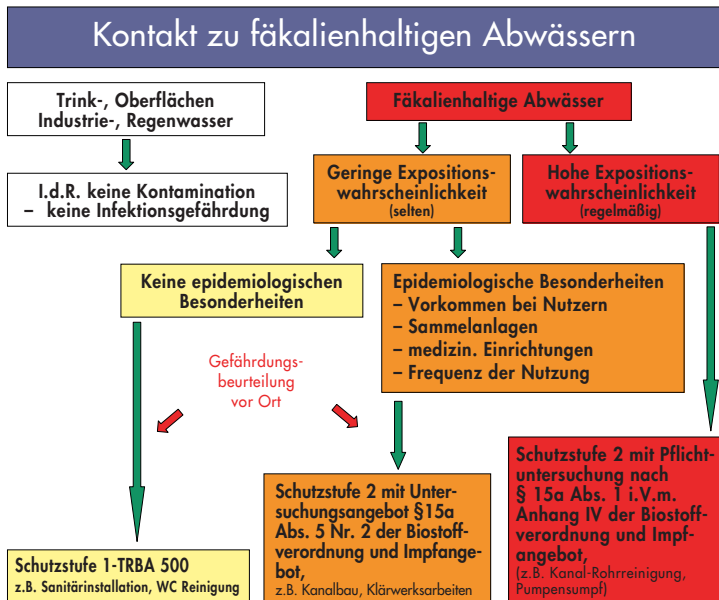 Kontakt zu fäkalienhaltigen Abwässern
Trink-, Oberflächen
Industrie-, Regenwasser
Fäkalienhaltige Abwässer
I.d.R. keine Kontamination
– keine Infektionsgefährdung
Geringe Expositions-
wahrscheinlichkeit
(selten)
Hohe Expositions-
wahrscheinlichkeit
(regelmäßig)
Keine epidemiologischen
Besonderheiten
Epidemiologische Besonderheiten
– Vorkommen bei Nutzern
– Sammelanlagen
– medizin. Einrichtungen
– Frequenz der Nutzung
Gefährdungs-
beurteilung
vor Ort
Schutzstufe 1-TRBA 500
z.B. Sanitärinstallation, WC Reinigung
Schutzstufe 2 mit Unter-
suchungsangebot §15a
Abs. 5 Nr. 2 der Biostoff-
verordnung und Impfange-
bot,
z.B. Kanalbau, Klärwerksarbeiten
Schutzstufe 2 mit Pflicht-
untersuchung nach
§ 15a Abs. 1 i.V.m.
Anhang IV der Biostoff-
verordnung und Impf-
angebot,
(z.B. Kanal-Rohrreinigung,
Pumpensumpf)